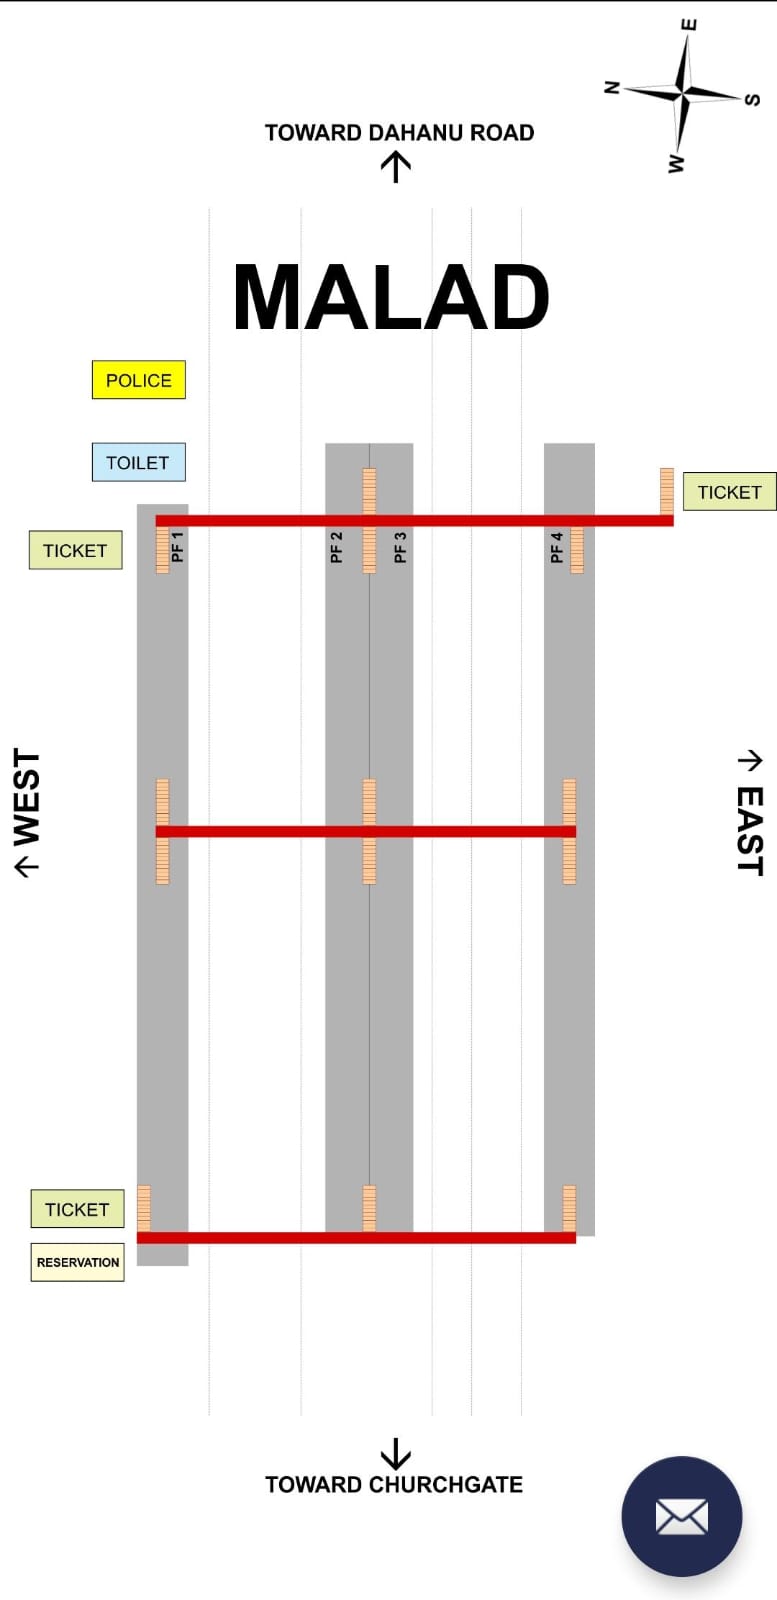 E
N
S
W
TOWARD DAHANU ROAD
↑
MALAD
POLICE
TOILET
TICKET
TICKET
PF 1
PF 2
PF 3
PF 4
↑ WEST
↑ EAST
TICKET
RESERVATION
↓
TOWARD CHURCHGATE